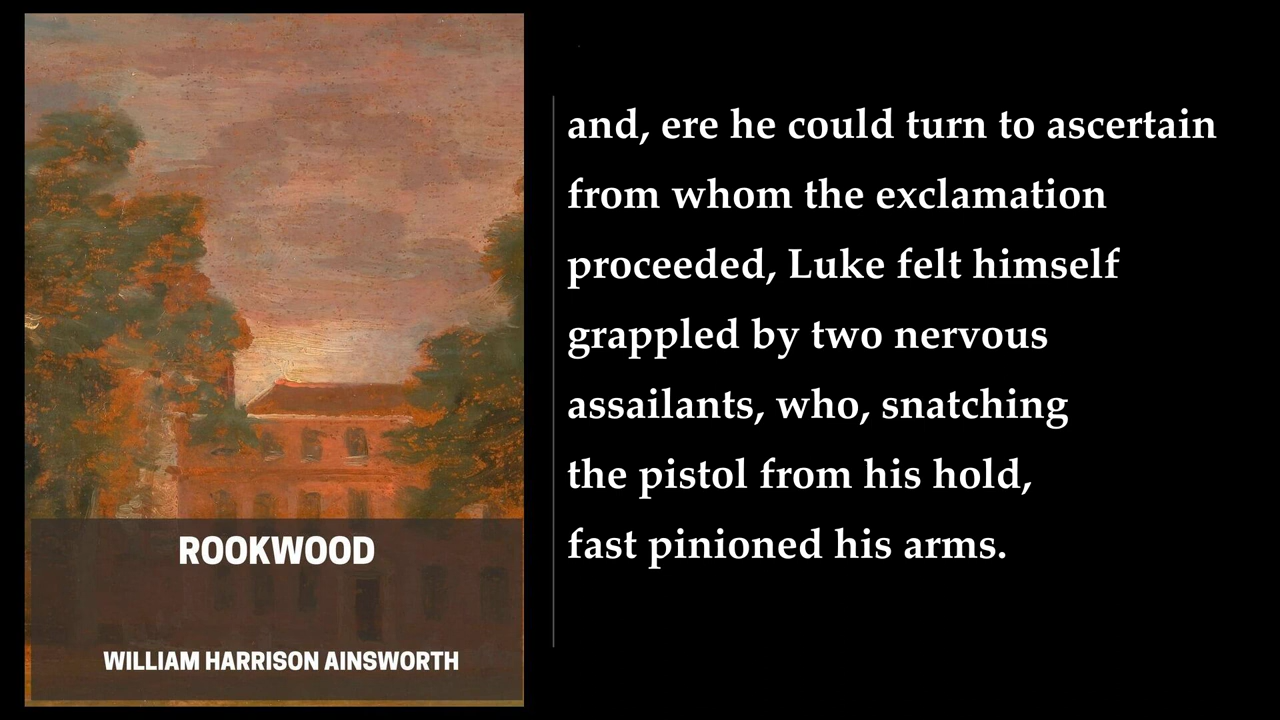 ROOKWOOD
WILLIAM HARRISON AINSWORTH
and, ere he could turn to ascertain
from whom the exclamation
proceeded, Luke felt himself
grappled by two nervous
assailants, who, snatching
the pistol from his hold,
fast pinioned his arms.